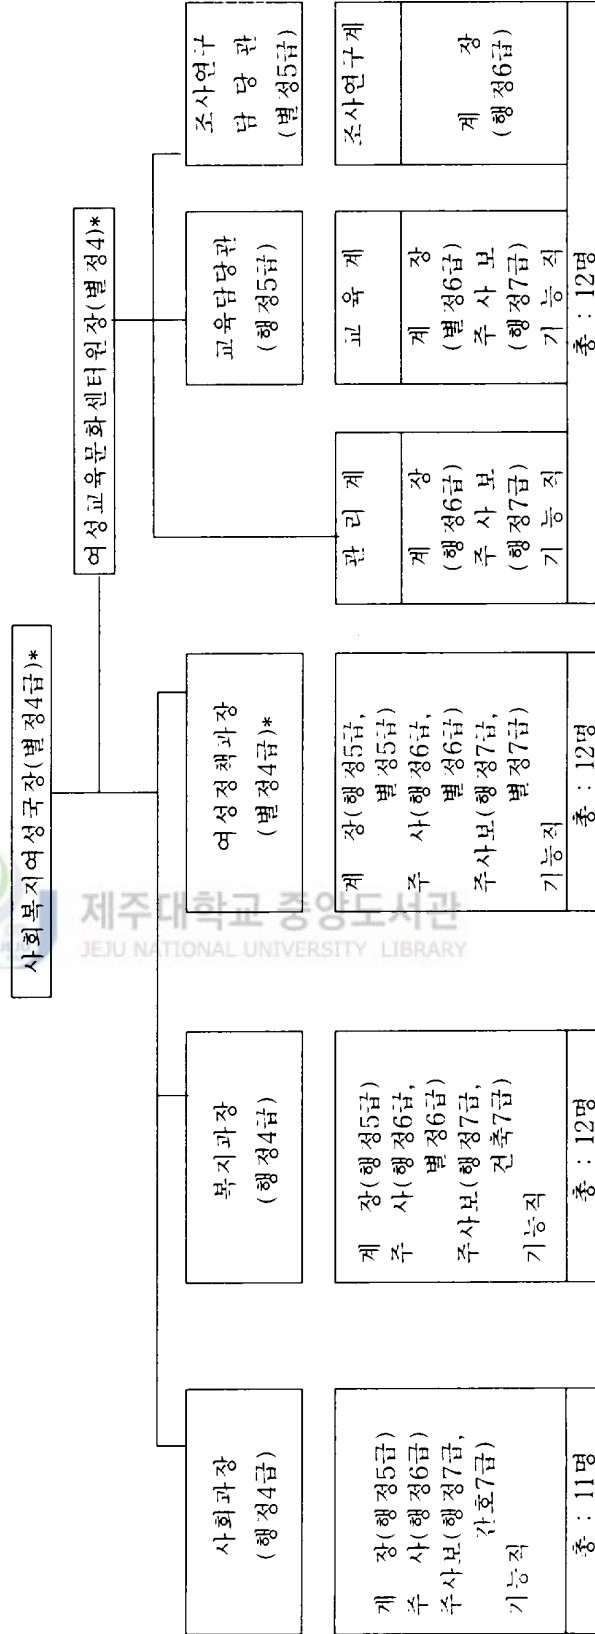 사회복지여성국장(별정4급)*
여성교육문화센터원장(별정4)*
사회과장
(행정4급)
복지과장
(행정4급)
여성정책과장
(별정4급)*
교육담당관
(행정5급)
조사연구
담 당 관
(별정5급)
계 장(행정5급)
주 사(행정6급)
주사보(행정7급,
간호7급)
기능직
총 : 11명
계 장(행정5급)
주 사(행정6급,
별정6급)
주사보(행정7급,
건축7급)
기능직
총 : 12명
계 장(행정5급,
별정5급)
주 사(행정6급,
별정6급)
주사보(행정7급,
별정7급)
기능직
총 : 12명
관 리 계
계 장
(행정6급)
주 사 보
(행정7급)
기 능 직
교 육 계
계 장
(별정6급)
주 사 보
(행정7급)
기 능 직
조사연구계
계 장
(행정6급)
총 : 12명
제주대학교 중앙도서관
JEJU NATIONAL UNIVERSITY LIBRARY